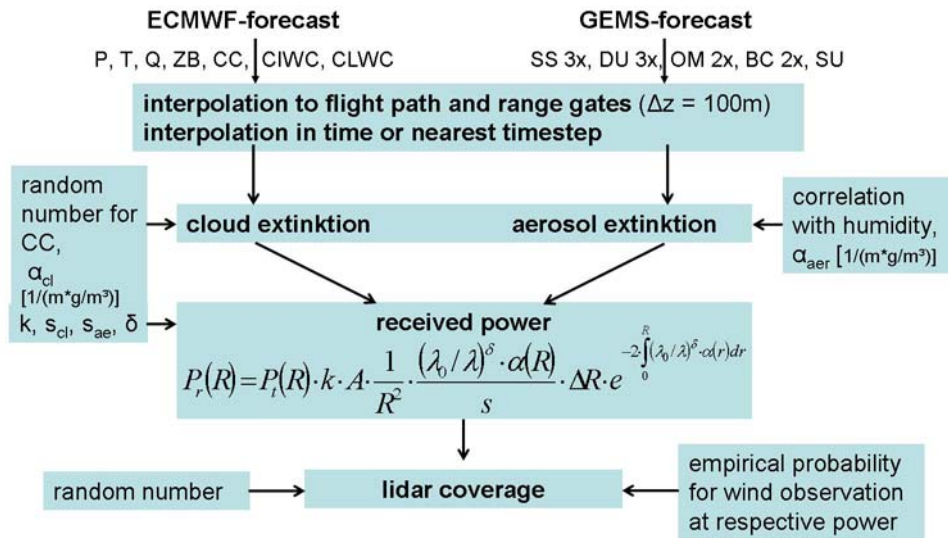 ECMWF-forecast
GEMS-forecast
P, T, Q, ZB, CC, CIWC, CLWC
SS 3x, DU 3x, OM 2x, BC 2x, SU
interpolation to flight path and range gates (Δz = 100m)
interpolation in time or nearest timestep
random
number for
CC,
α_cl
[1/(m*g/m³)]
cloud extinktion
aerosol extinktion
correlation
with humidity,
α_aer [1/(m*g/m³)]
k, s_cl, s_ae, δ
received power
P_r(R) = P_t(R) · k · A · 1/R² · (λ₀/λ)^δ · α(R)/s · ΔR · e^(-2·∫_0^R (λ₀/λ)^δ · α(r)dr)
random number
lidar coverage
empirical probability
for wind observation
at respective power